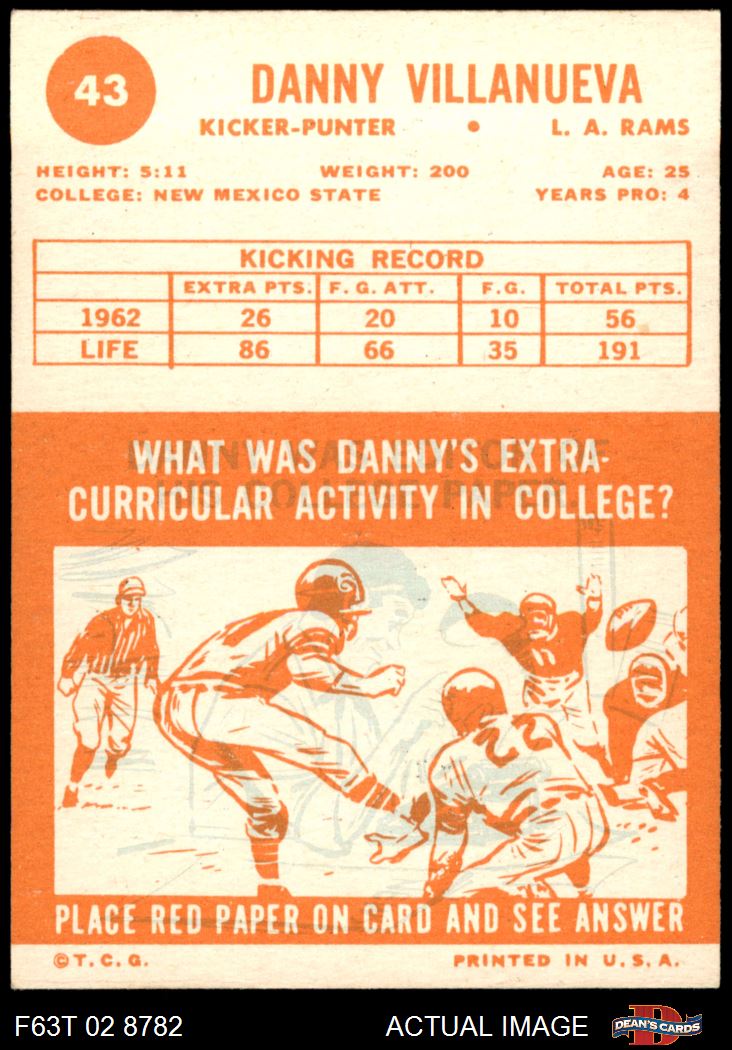 43
DANNY VILLANUEVA
KICKER-PUNTER • L. A. RAMS
HEIGHT: 5:11 WEIGHT: 200 AGE: 25
COLLEGE: NEW MEXICO STATE YEARS PRO: 4
KICKING RECORD
EXTRA PTS. F. G. ATT. F. G. TOTAL PTS.
1962 26 20 10 56
LIFE 86 66 35 191
WHAT WAS DANNY'S EXTRA-
CURRICULAR ACTIVITY IN COLLEGE?
22
PLACE RED PAPER ON CARD AND SEE ANSWER
©T. C. G. PRINTED IN U. S. A.
F63T 02 8782 ACTUAL IMAGE DEAN'S CARDS